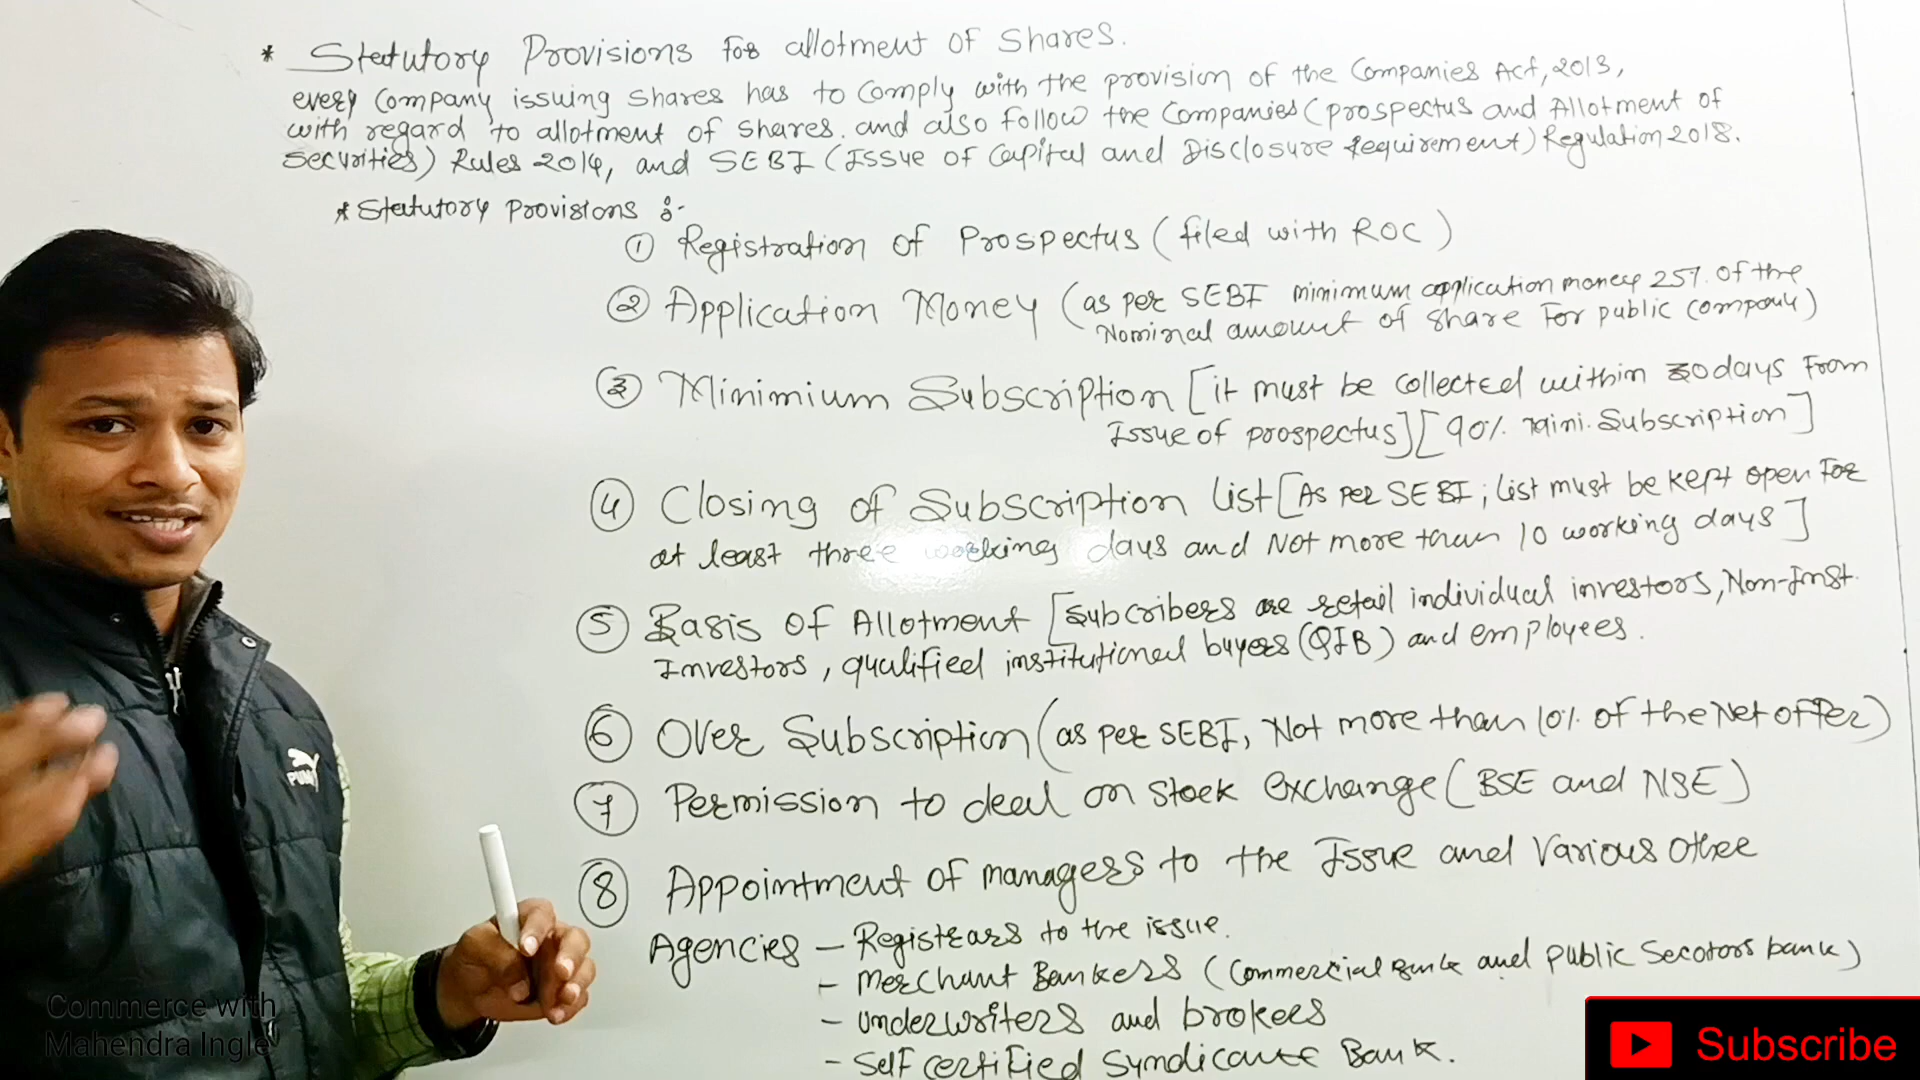 * Statutory Provisions for allotment of shares.
every company issuing shares has to comply with the provision of the Companies Act, 2013,
with regard to allotment of shares. and also follow the Companies (prospectus and Allotment of
Securities) Rules 2014, and SEBI (Issue of Capital and Disclosure requirement) Regulation 2018.
* Statutory Provisions :-
① Registration of Prospectus (filed with ROC)
② Application Money (as per SEBI minimum application money 25% of the
Nominal amount of share for public company)
③ Minimium Subscription [it must be collected within 30 days from
Issue of prospectus] [90% mini. Subscription]
④ Closing of Subscription list [As per SEBI; list must be kept open for
at least three working days and Not more than 10 working days]
⑤ Basis of Allotment [Subcribers are retail individual investors, Non-Inst.
Investors, qualified institutional buyers (QIB) and employees.
⑥ Over Subscription (as per SEBI, Not more than 10% of the Net offer)
⑦ Permission to deal on stock exchange (BSE and NSE)
⑧ Appointment of managers to the Issue and Various other
Agencies - Registrars to the issue.
- Merchant Bankers (Commercial Bank and public Secotors bank)
- Underwriters and brokers
- Self certified Syndicate Bank.
PUMA
Commerce with
Mahendra Ingle
Subscribe